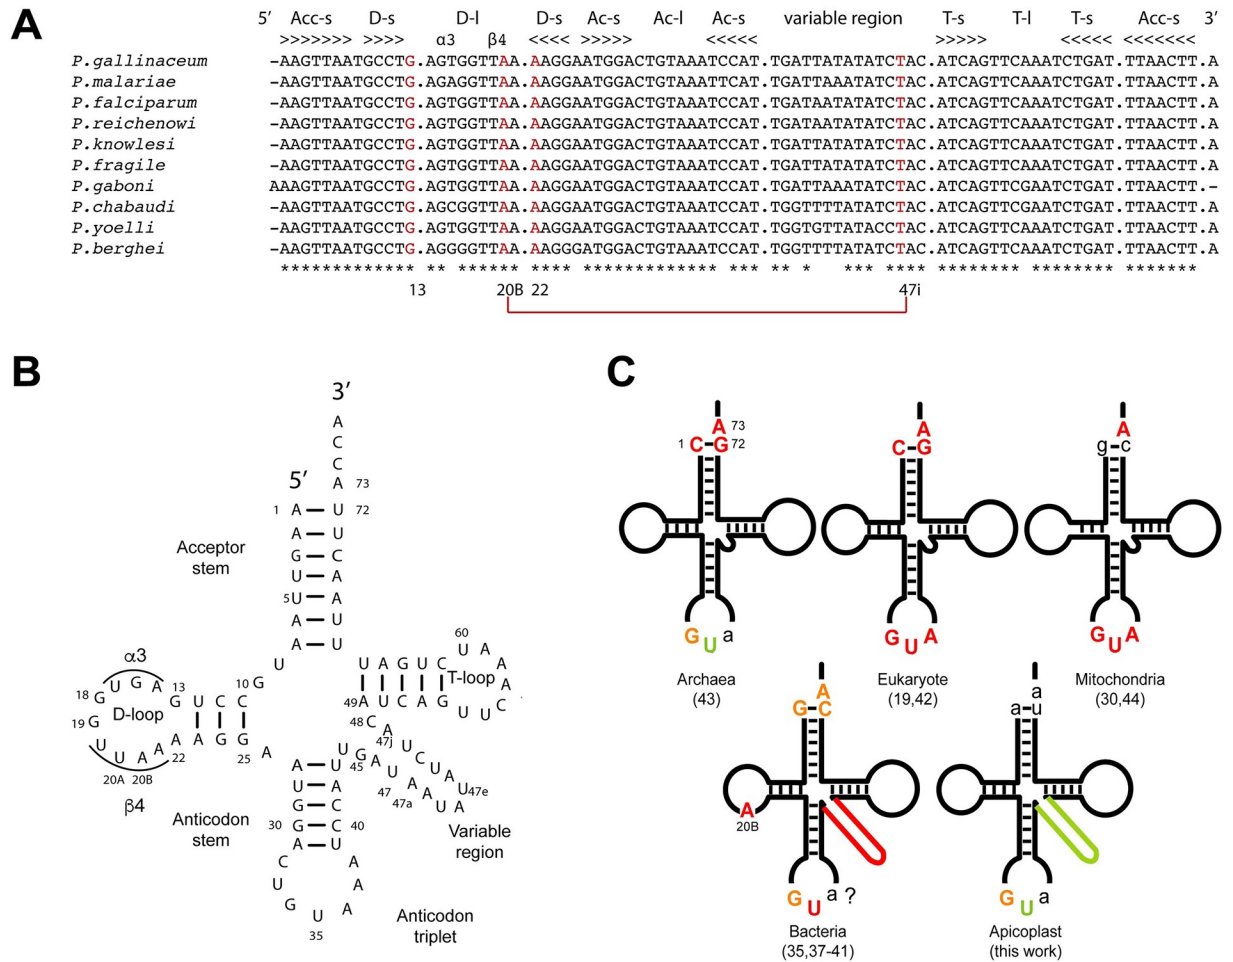 A
5′ Acc-s D-s D-l D-s Ac-s Ac-l Ac-s variable region T-s T-l T-s Acc-s 3′
α3 β4
>>>>>>> >>>> <<<< >>>>> <<<<< >>>>> <<<<< <<<<<<<
P.gallinaceum -AAGTTAATGCCTG.AGTGGTTAA.AAGGAATGGACTGTAAATCCAT.TGATTATATATCTAC.ATCAGTTCAAATCTGAT.TTAACTT.A
P.malariae -AAGTTAATGCCTG.AGAGGTTAA.AAGGAATGGACTGTAAATTCAT.TGATTATATATCTAC.ATCAGTTCAAATCTGAT.TTAACTT.A
P.falciparum -AAGTTAATGCCTG.AGTGGTTAA.AAGGAATGGACTGTAAATCCAT.TGATAATATATCTAC.ATCAGTTCAAATCTGAT.TTAACTT.A
P.reichenowi -AAGTTAATGCCTG.AGTGGTTAA.AAGGAATGGACTGTAAATCCAT.TGATAATATATCTAC.ATCAGTTCAAATCTGAT.TTAACTT.A
P.knowlesi -AAGTTAATGCCTG.AGTGGTTAA.AAGGAATGGACTGTAAATCCAT.TGATTATATATCTAC.ATCAGTTCAAATCTGAT.TTAACTT.A
P.fragile -AAGTTAATGCCTG.AGTGGTTAA.AAGGAATGGACTGTAAATCCAT.TGATTATATATCTAC.ATCAGTTCAAATCTGAT.TTAACTT.A
P.gaboni AAAGTTAATGCCTG.AGTGGTTAA.AAGGAATGGACTGTAAATCCAT.TGATTAAATATCTAC.ATCAGTTCGAATCTGAT.TTAACTT.-
P.chabaudi -AAGTTAATGCCTG.AGCGGTTAA.AAGGAATGGACTGTAAATCCAT.TGGTTTTATATCTAC.ATCAGTTCGAATCTGAT.TTAACTT.A
P.yoelli -AAGTTAATGCCTG.AGTGGTTAA.AAGGAATGGACTGTAAATCCAT.TGGTGTTATACCTAC.ATCAGTTCAAATCTGAT.TTAACTT.A
P.berghei -AAGTTAATGCCTG.AGGGGTTAA.AAGGGATGGACTGTAAATCCAT.TGGTTTTATATCTAC.ATCAGTTCAAATCTGAT.TTAACTT.A
************* ** ****** **** ************* *** ** * *** **** ******** ******** *******
13 20B 22 47i
B
3′
A
C
C
A 73
5′
1 A U 72
A U
G C
U A
5 U A
A U
A U
Acceptor
stem
U
α3
18 G U G A 13 G U C C 10 G
19 G D-loop
U U A A A 22 A A G G 25 A
20A 20B
β4
U A G U C 60 U A A A C U U
T-loop
49 A U C A G
48 C
A 47j
U G A U A A U A U 47e A U C U
45 47 47a
Variable
region
A U
U A
G C
30 G C 40
A U
Anticodon
stem
C A
U A
G A
U
35
Anticodon
triplet
C
A 73
1 C G 72
G U a
Archaea
(43)
A
C G
G U A
Eukaryote
(19,42)
A
g c
G U A
Mitochondria
(30,44)
A
G C
A
20B
G U a ?
Bacteria
(35,37-41)
a
a u
G U a
Apicoplast
(this work)